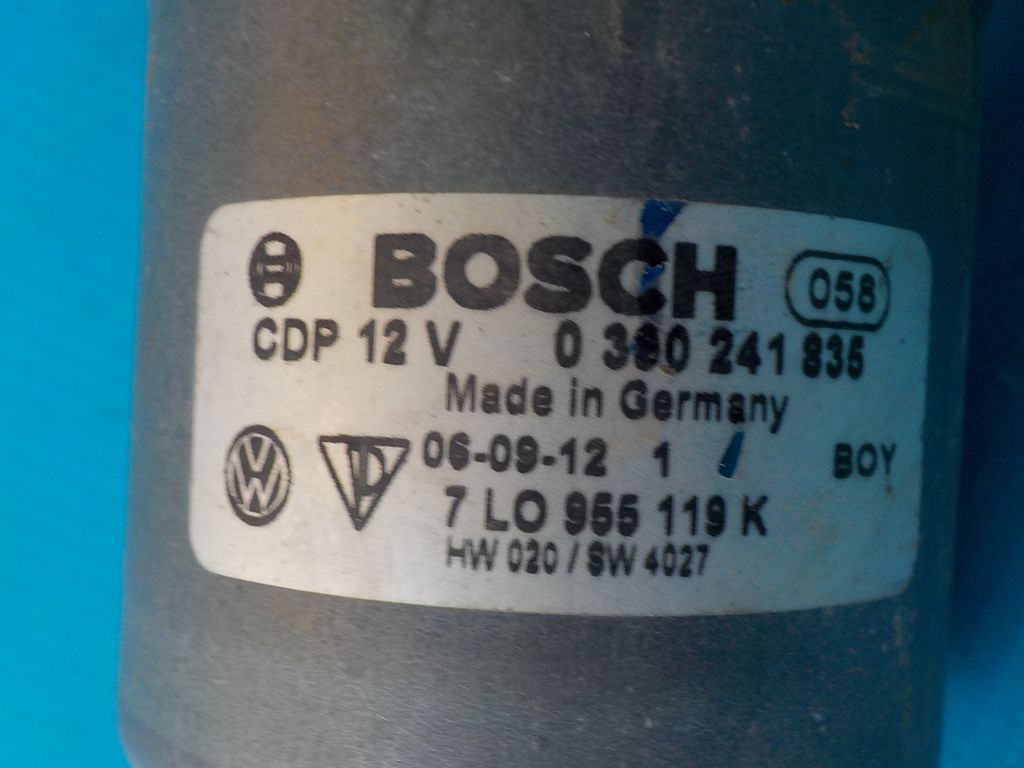 BOSCH 058
CDP 12 V 0 390 241 835
Made in Germany
06-09-12 1 BOY
7 L0 955 119 K
HW 020 / SW 4027